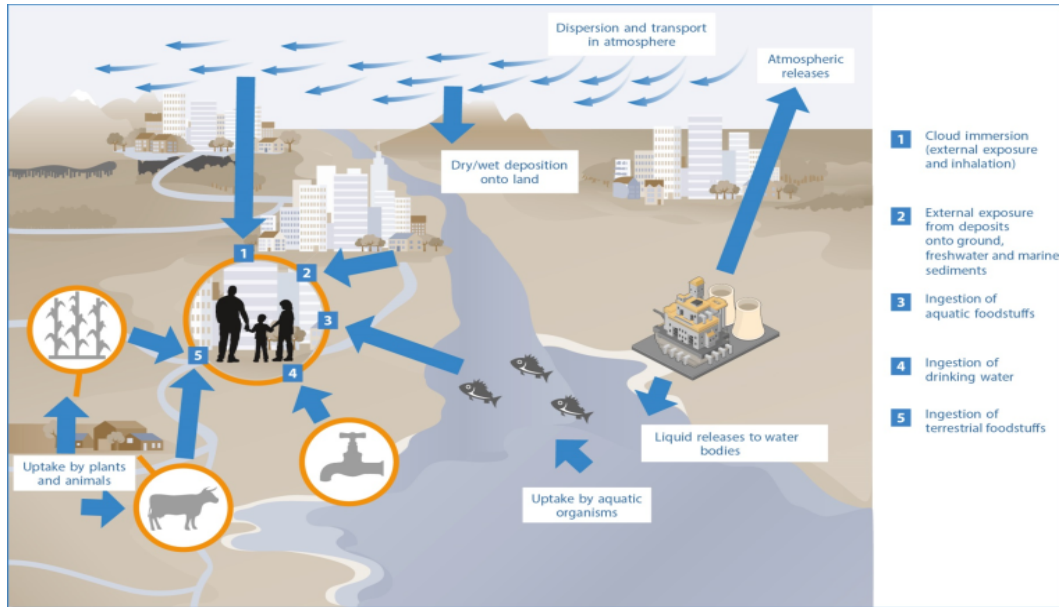 Dispersion and transport
in atmosphere
Atmospheric
releases
Dry/wet deposition
onto land
1
2
3
4
5
Liquid releases to water
bodies
Uptake by plants
and animals
Uptake by aquatic
organisms
1 Cloud immersion
(external exposure
and inhalation)
2 External exposure
from deposits
onto ground,
freshwater and marine
sediments
3 Ingestion of
aquatic foodstuffs
4 Ingestion of
drinking water
5 Ingestion of
terrestrial foodstuffs